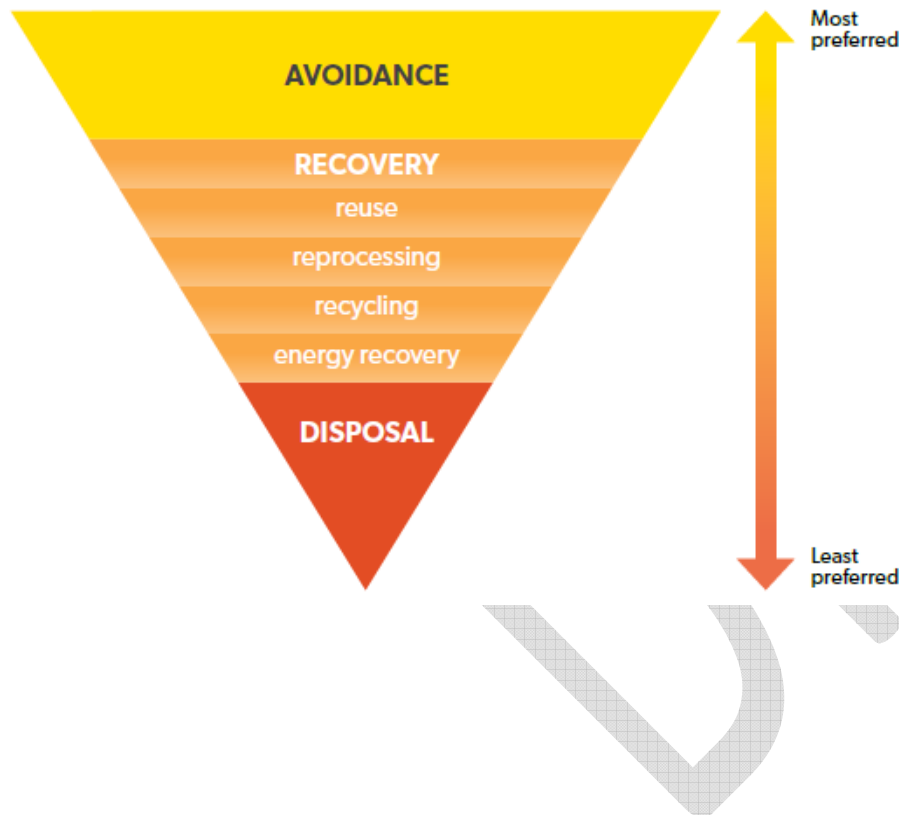 Most
preferred
AVOIDANCE
RECOVERY
reuse
reprocessing
recycling
energy recovery
DISPOSAL
Least
preferred